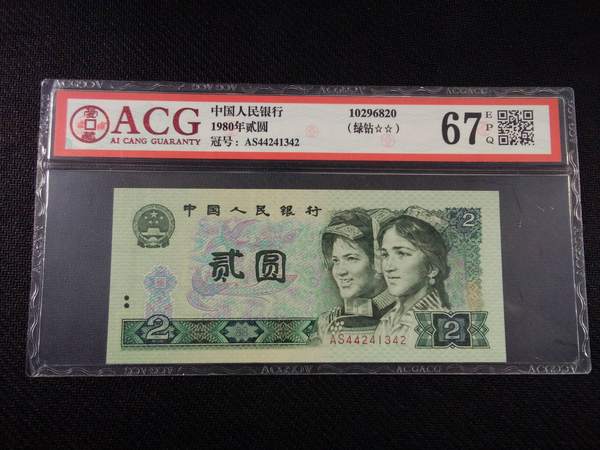 ACG
AI CANG GUARANTY
中国人民银行
1980年贰圆
冠号: AS44241342
10296820
(绿钻☆☆)
67
EPQ
中国人民银行
贰圆
2
2
2
AS44241342